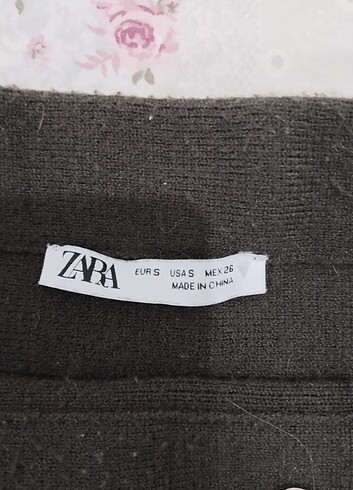 ZARA
EUR S USA S MEX 26
MADE IN CHINA